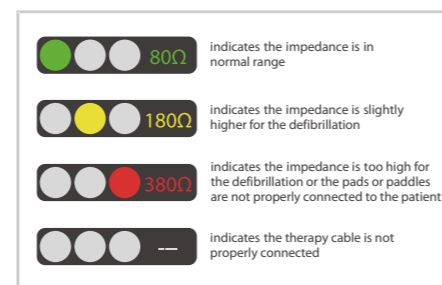 80Ω
indicates the impedance is in
normal range
180Ω
indicates the impedance is slightly
higher for the defibrillation
380Ω
indicates the impedance is too high for
the defibrillation or the pads or paddles
are not properly connected to the patient
---
indicates the therapy cable is not
properly connected